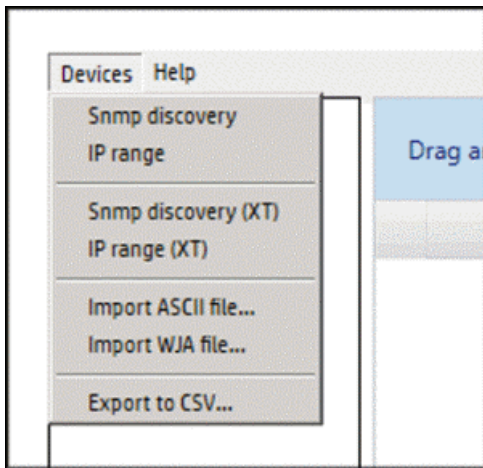 Devices Help
Snmp discovery
IP range
Drag a
Snmp discovery (XT)
IP range (XT)
Import ASCII file...
Import WJA file...
Export to CSV...